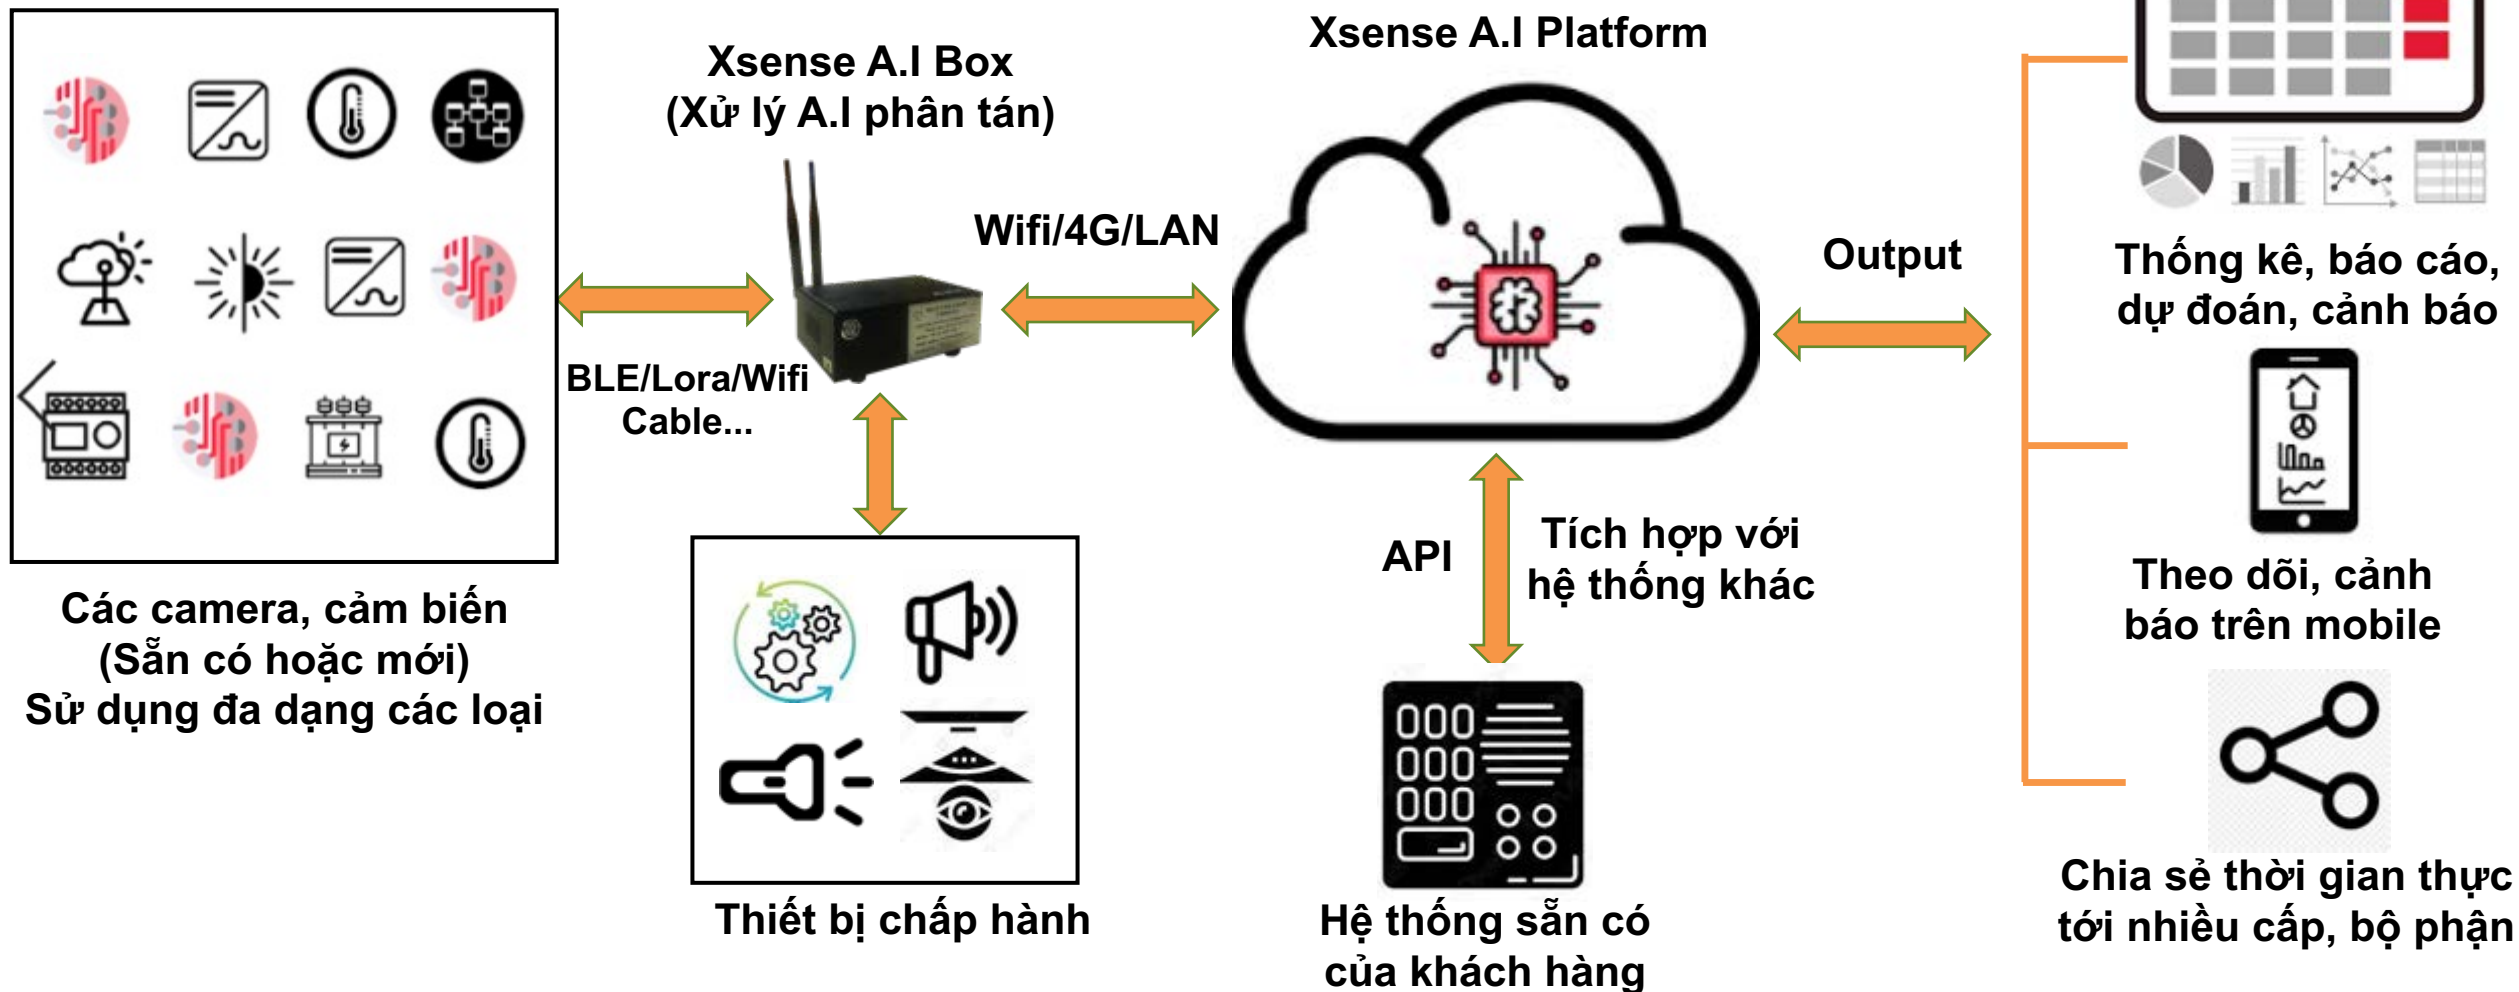 Xsense A.I Box
(Xử lý A.I phân tán)
Xsense A.I Platform
Wifi/4G/LAN
Output
BLE/Lora/Wifi
Cable...
Thống kê, báo cáo,
dự đoán, cảnh báo
API
Tích hợp với
hệ thống khác
Theo dõi, cảnh
báo trên mobile
Các camera, cảm biến
(Sẵn có hoặc mới)
Sử dụng đa dạng các loại
Thiết bị chấp hành
Hệ thống sẵn có
của khách hàng
Chia sẻ thời gian thực
tới nhiều cấp, bộ phận